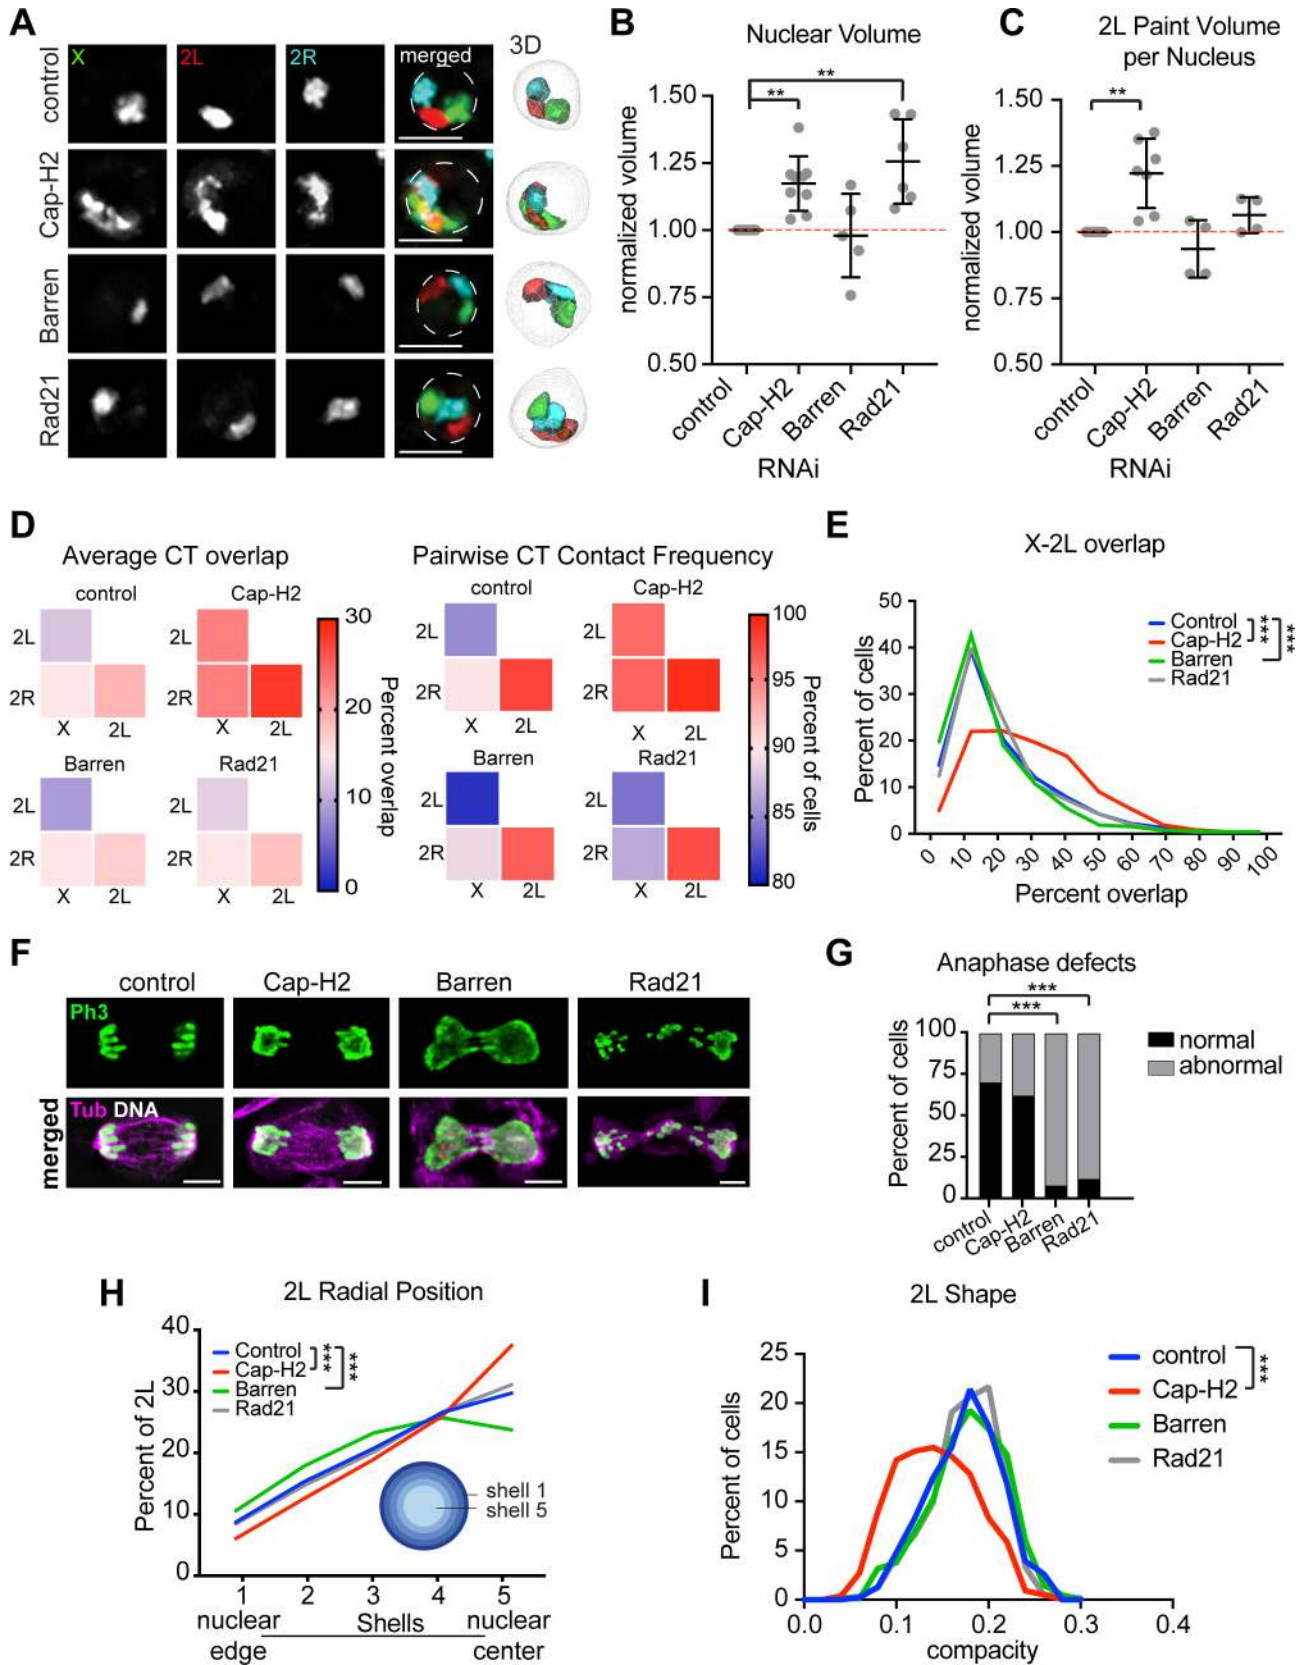 A
X
2L
2R
merged
3D
control
Cap-H2
Barren
Rad21
B
Nuclear Volume
**
**
normalized volume
1.50
1.25
1.00
0.75
0.50
control
Cap-H2
Barren
Rad21
RNAi
C
2L Paint Volume
per Nucleus
**
normalized volume
1.50
1.25
1.00
0.75
0.50
control
Cap-H2
Barren
Rad21
RNAi
D
Average CT overlap
control
Cap-H2
2L
2R
X 2L
X 2L
Barren
Rad21
2L
2R
2L
2R
X 2L
X 2L
30
20
10
0
Percent overlap
Pairwise CT Contact Frequency
control
Cap-H2
2L
2R
2L
2R
X 2L
X 2L
Barren
Rad21
2L
2R
2L
2R
X 2L
X 2L
100
95
90
85
80
Percent of cells
E
X-2L overlap
Control
Cap-H2
Barren
Rad21
***
***
Percent of cells
50
40
30
20
10
0
0 10 20 30 40 50 60 70 80 90 100
Percent overlap
F
control
Cap-H2
Barren
Rad21
Ph3
merged
Tub DNA
G
Anaphase defects
***
***
normal
abnormal
Percent of cells
100
75
50
25
0
control
Cap-H2
Barren
Rad21
H
2L Radial Position
Control
Cap-H2
Barren
Rad21
***
***
Percent of 2L
40
30
20
10
0
shell 1
shell 5
1 2 3 4 5
nuclear
edge
Shells
nuclear
center
I
2L Shape
control
Cap-H2
Barren
Rad21
***
Percent of cells
25
20
15
10
5
0
0.0 0.1 0.2 0.3 0.4
compacity